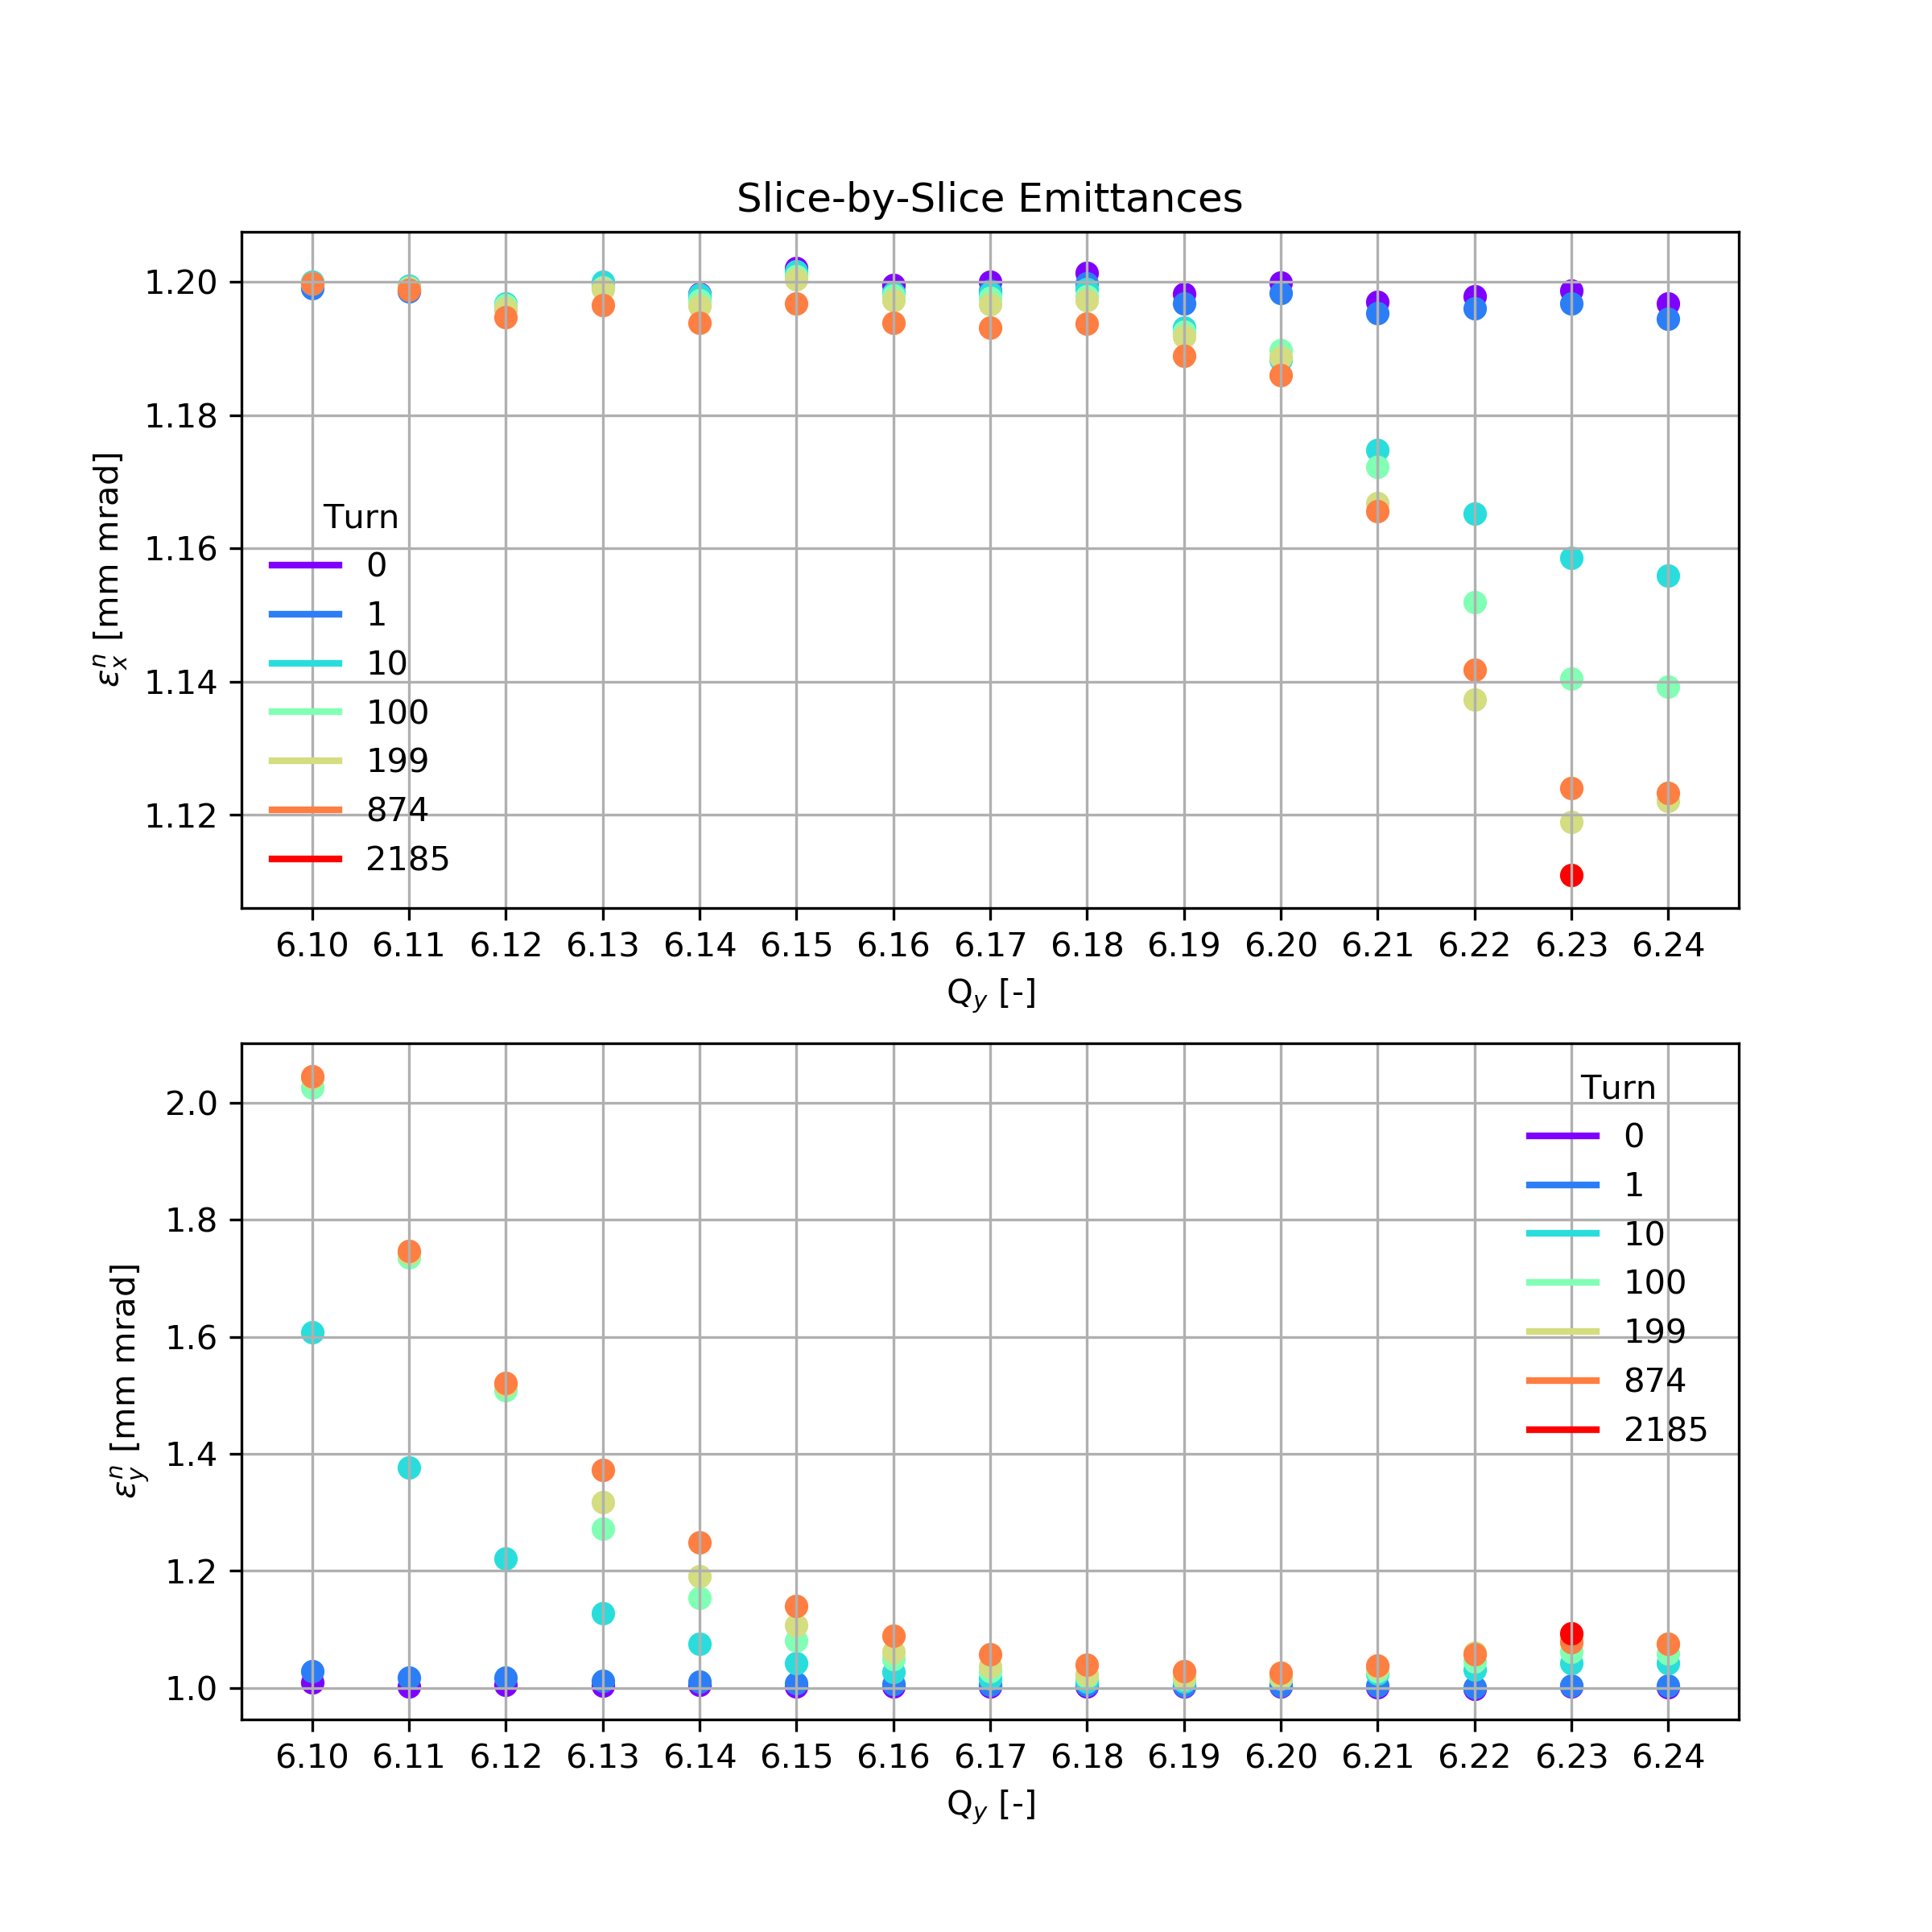 Slice-by-Slice Emittances
1.20
1.18
1.16
1.14
1.12
εₓⁿ [mm mrad]
Turn
0
1
10
100
199
874
2185
6.10 6.11 6.12 6.13 6.14 6.15 6.16 6.17 6.18 6.19 6.20 6.21 6.22 6.23 6.24
Q_y [-]
2.0
1.8
1.6
1.4
1.2
1.0
ε_yⁿ [mm mrad]
Turn
0
1
10
100
199
874
2185
6.10 6.11 6.12 6.13 6.14 6.15 6.16 6.17 6.18 6.19 6.20 6.21 6.22 6.23 6.24
Q_y [-]